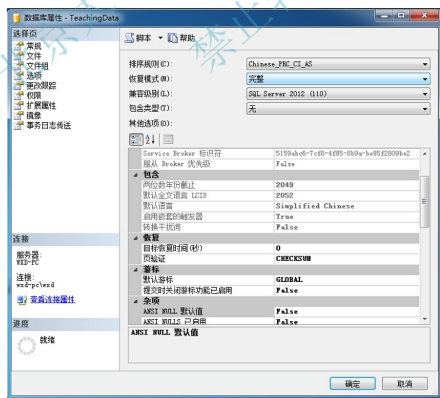 数据库属性 - TeachingData
选择页
常规
文件
文件组
选项
更改跟踪
权限
扩展属性
镜像
事务日志传送
脚本
帮助
排序规则(C): Chinese_PRC_CI_AS
恢复模式(M): 完整
兼容级别(L): SQL Server 2012 (110)
包含类型(T): 无
其他选项(O):
Service Broker 标识符
服从 Broker 优先级 False
包含
两位数年份截止 2049
默认全文语言 LCID 2052
默认语言 Simplified Chinese
启用嵌套的触发器 True
转换干扰词 False
恢复
目标恢复时间(秒) 0
页验证 CHECKSUM
游标
默认游标 GLOBAL
提交时关闭游标功能已启用 False
杂项
ANSI NULL 默认值 False
ANSI NULLS 已启用 False
ANSI NULL 默认值
连接
服务器:
WXD-PC
连接:
wxd-pc\wxd
查看连接属性
进度
就绪
确定
取消